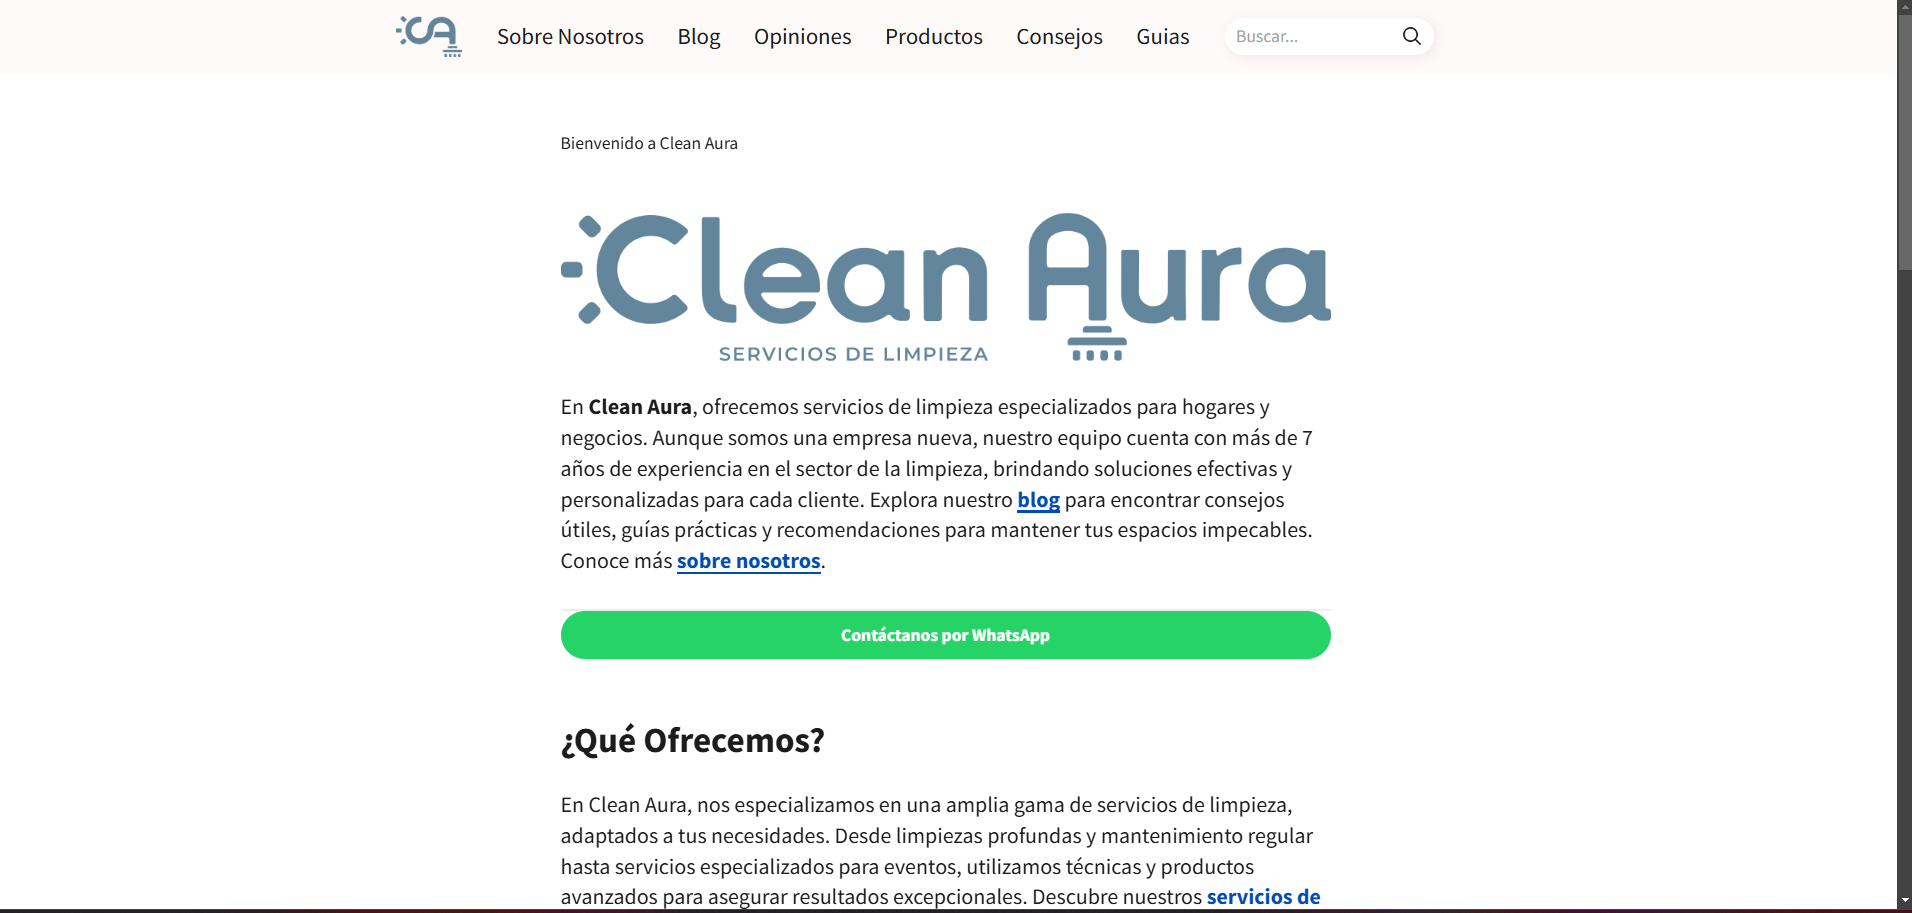 CA Sobre Nosotros Blog Opiniones Productos Consejos Guias Buscar...
Bienvenido a Clean Aura
Clean Aura
SERVICIOS DE LIMPIEZA
En Clean Aura, ofrecemos servicios de limpieza especializados para hogares y
negocios. Aunque somos una empresa nueva, nuestro equipo cuenta con más de 7
años de experiencia en el sector de la limpieza, brindando soluciones efectivas y
personalizadas para cada cliente. Explora nuestro blog para encontrar consejos
útiles, guías prácticas y recomendaciones para mantener tus espacios impecables.
Conoce más sobre nosotros.
Contáctanos por WhatsApp
¿Qué Ofrecemos?
En Clean Aura, nos especializamos en una amplia gama de servicios de limpieza,
adaptados a tus necesidades. Desde limpiezas profundas y mantenimiento regular
hasta servicios especializados para eventos, utilizamos técnicas y productos
avanzados para asegurar resultados excepcionales. Descubre nuestros servicios de